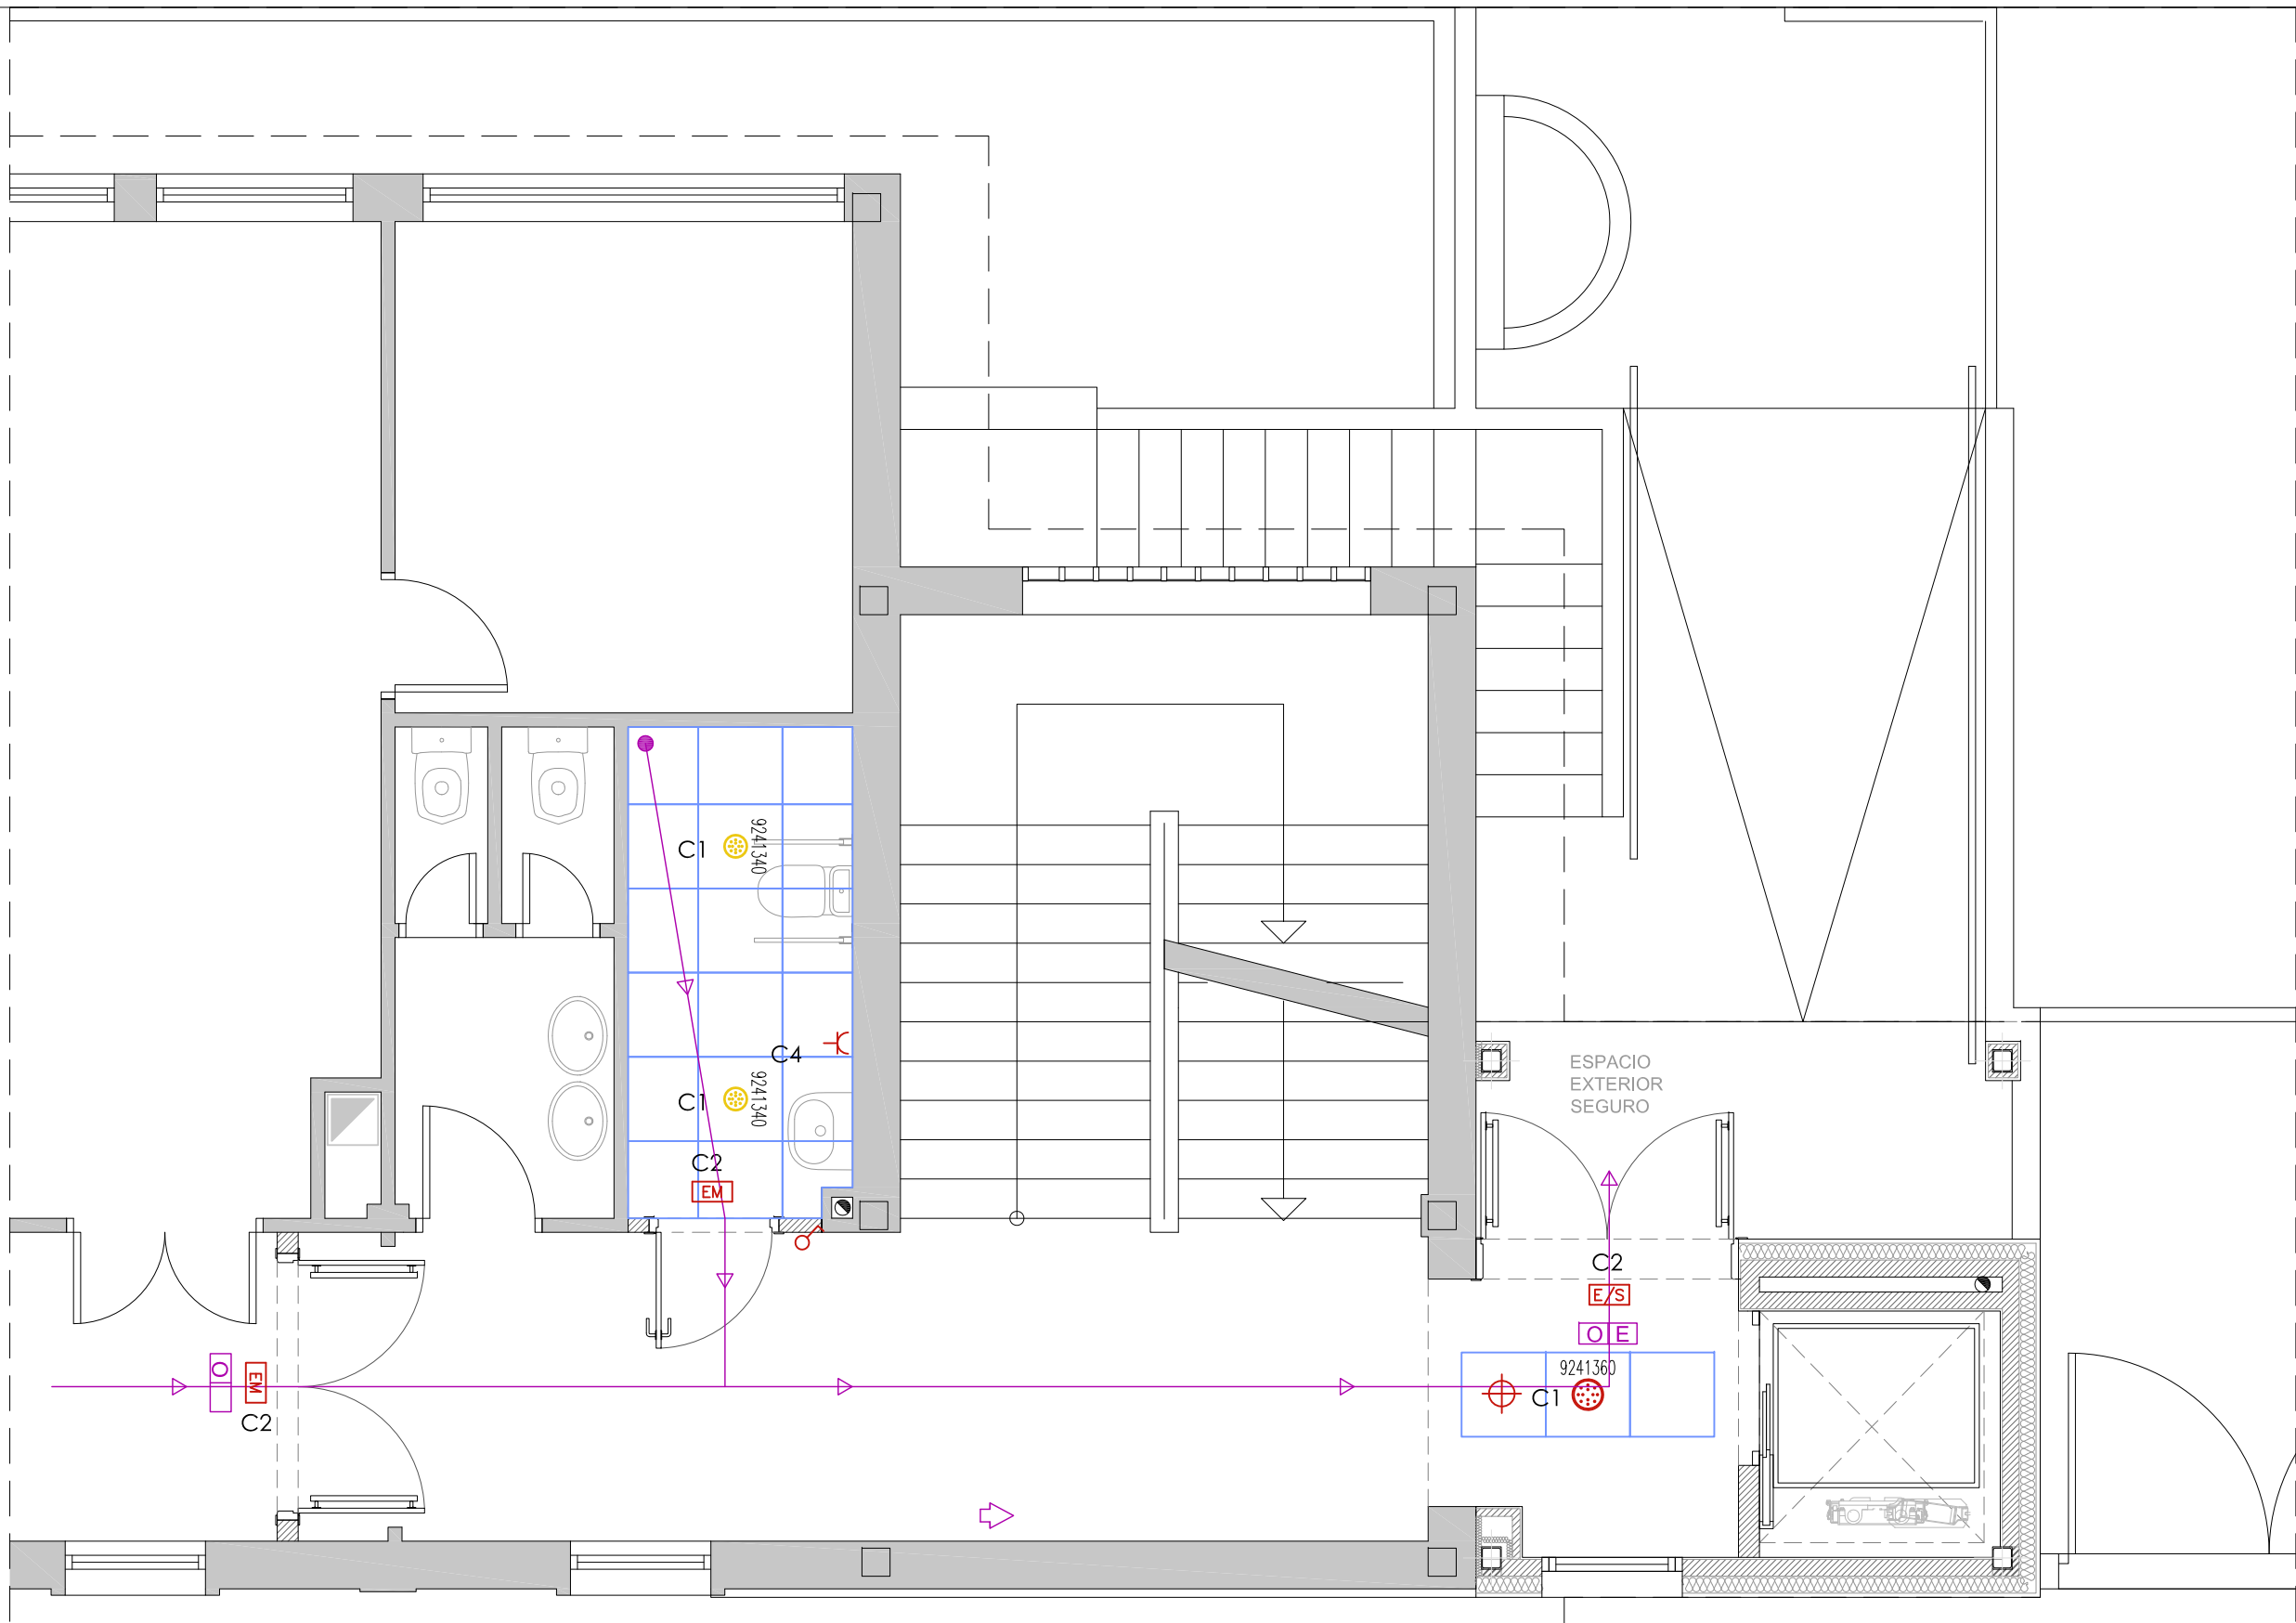 C1
9241340
C4
C1
9241340
C2
EM
ESPACIO
EXTERIOR
SEGURO
C2
E/S
O E
9241360
C1
O
EM
C2